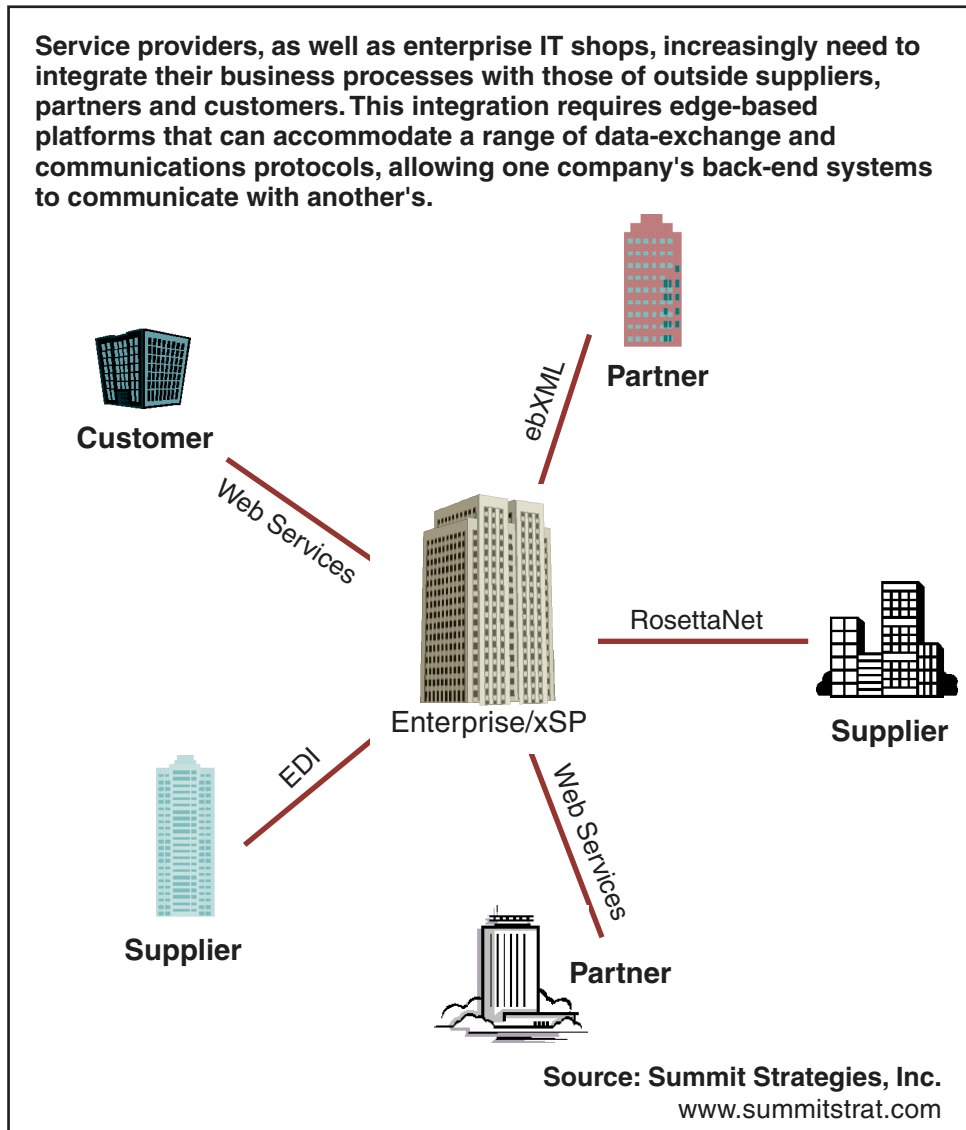 Service providers, as well as enterprise IT shops, increasingly need to
integrate their business processes with those of outside suppliers,
partners and customers. This integration requires edge-based
platforms that can accommodate a range of data-exchange and
communications protocols, allowing one company's back-end systems
to communicate with another's.
Partner
ebXML
Customer
Web Services
RosettaNet
Supplier
Enterprise/xSP
EDI
Web Services
Supplier
Partner
Source: Summit Strategies, Inc.
www.summitstrat.com